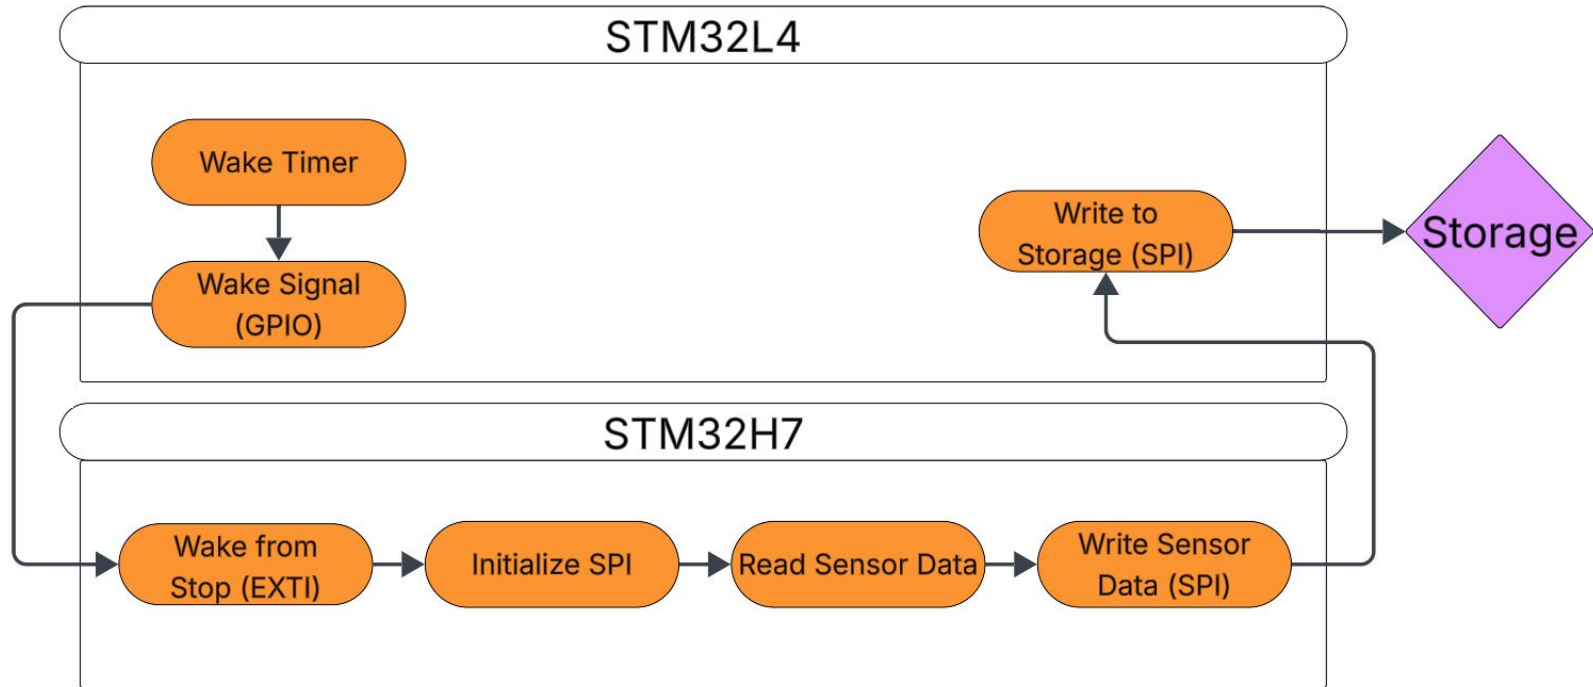 STM32L4
Wake Timer
Wake Signal
(GPIO)
Write to
Storage (SPI)
Storage
STM32H7
Wake from
Stop (EXTI)
Initialize SPI
Read Sensor Data
Write Sensor
Data (SPI)